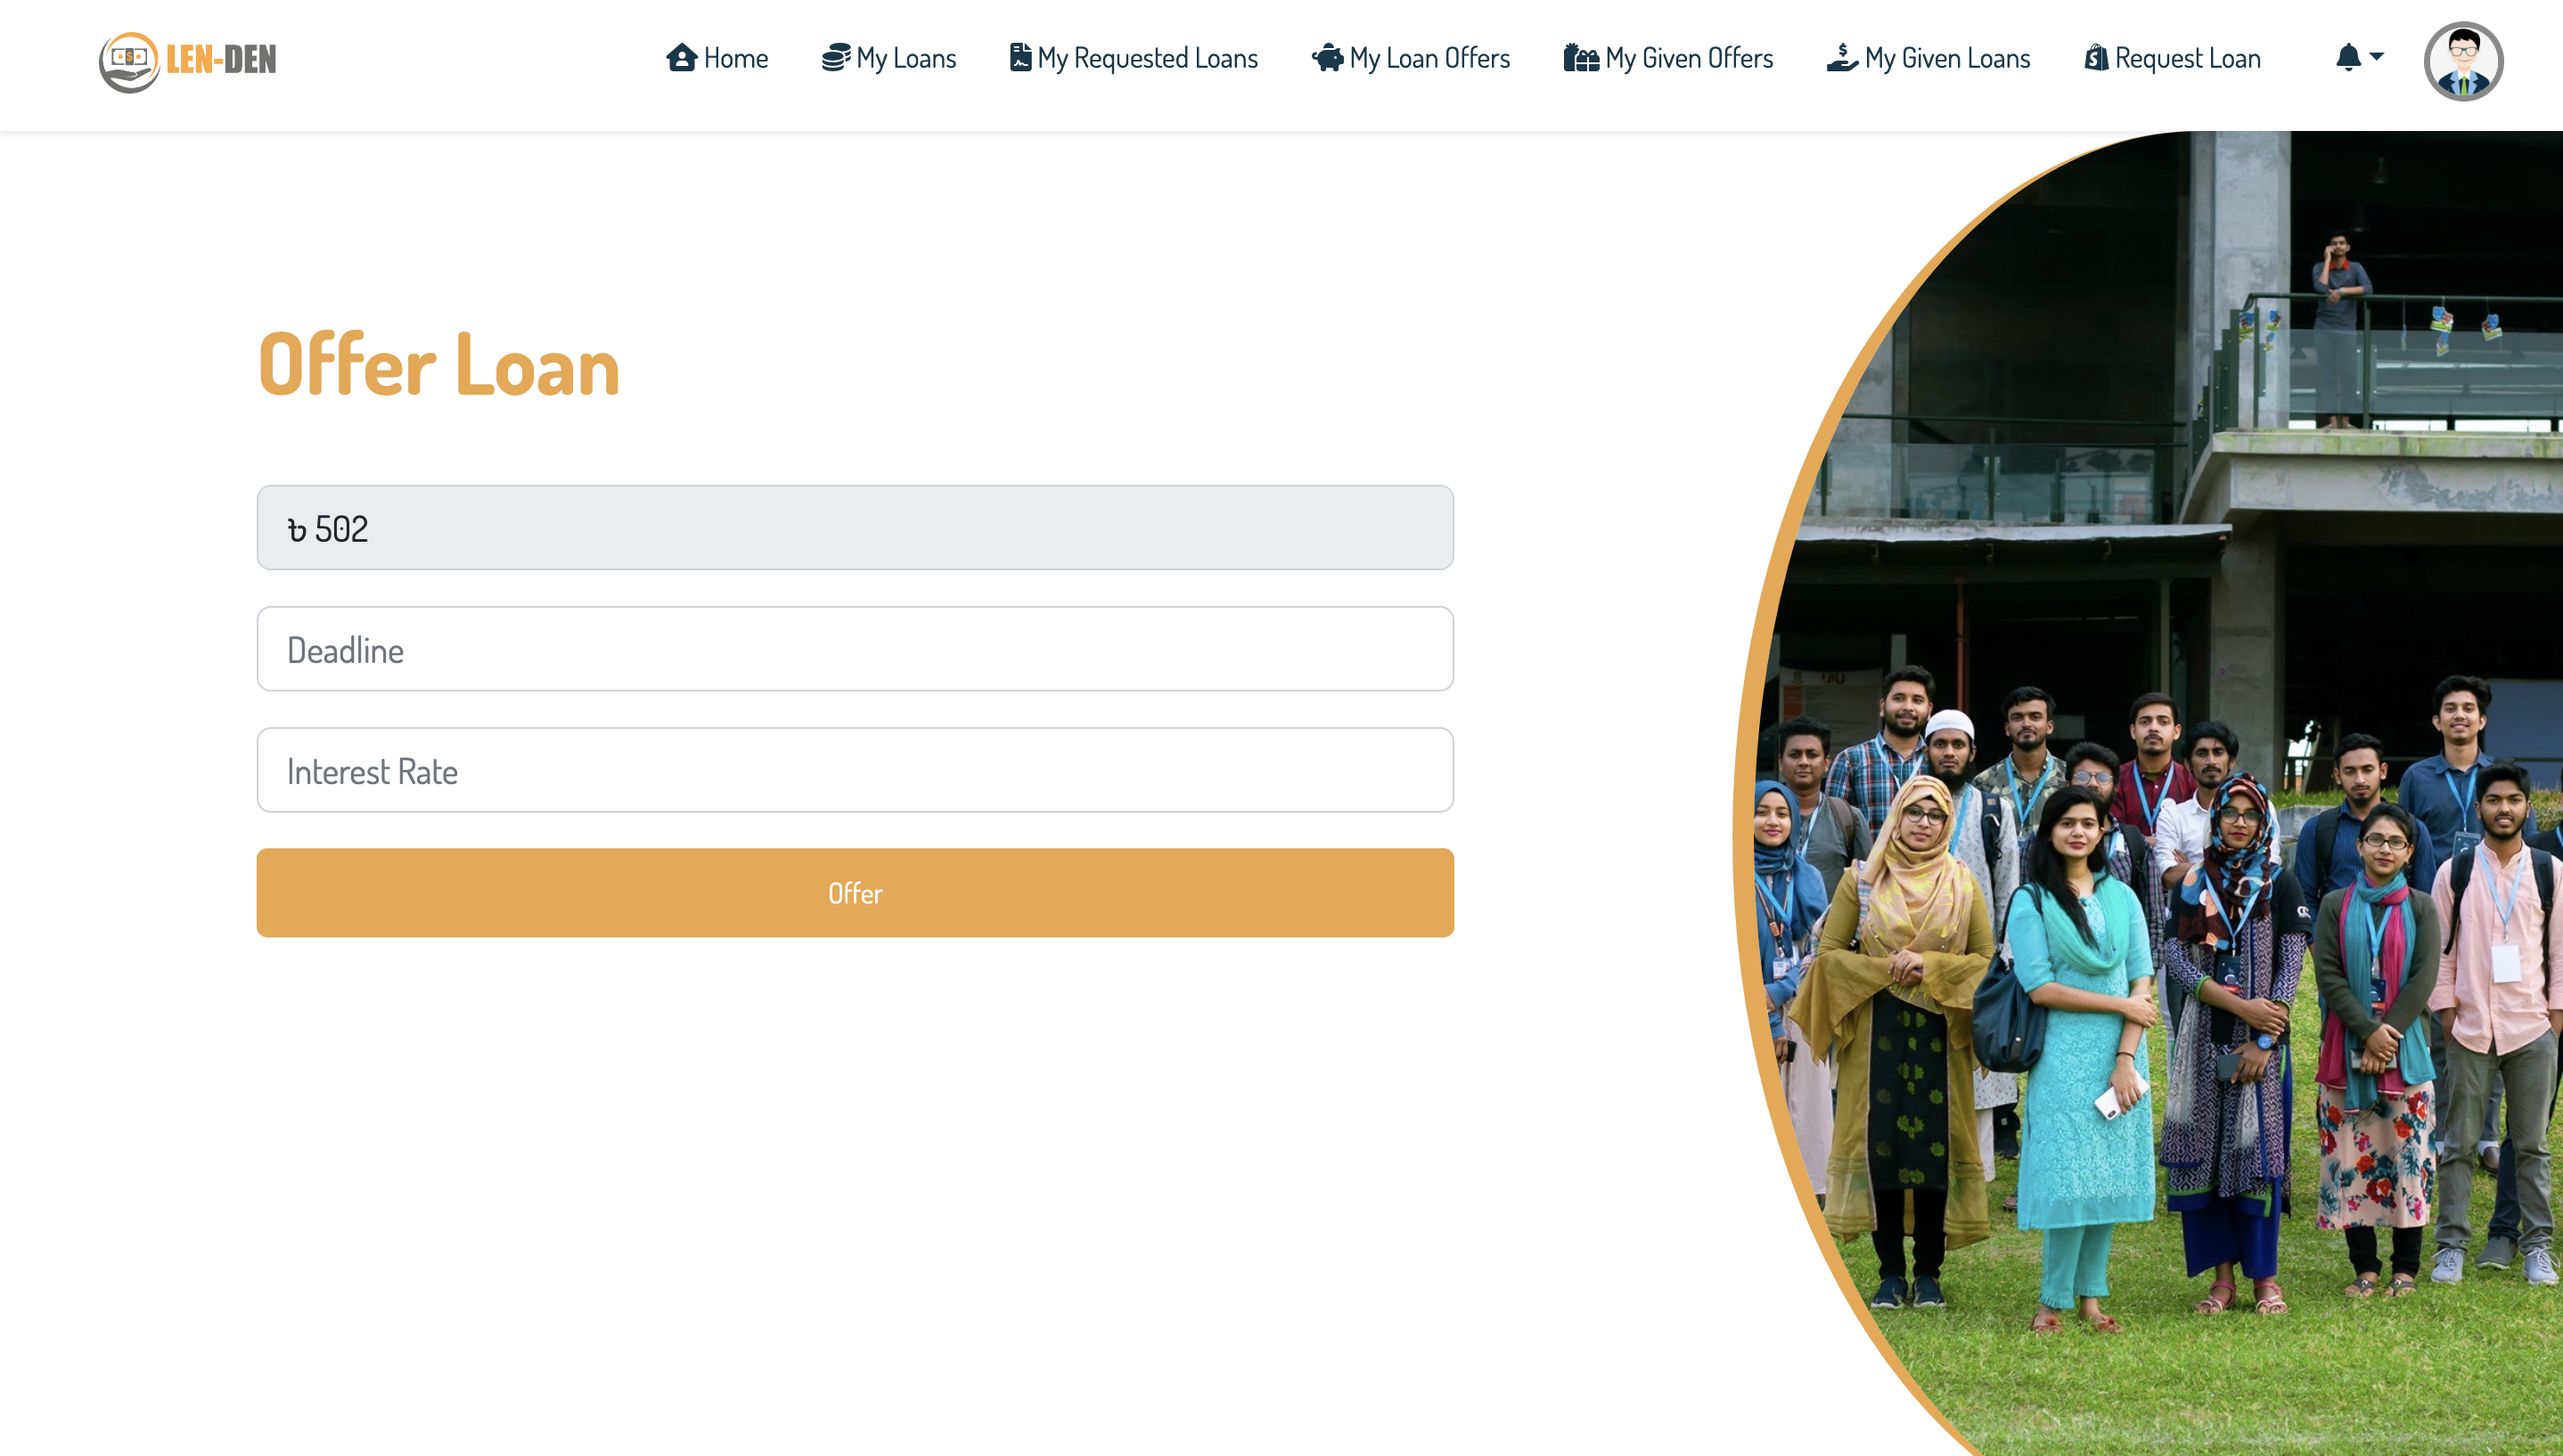 LEN-DEN
Home
My Loans
My Requested Loans
My Loan Offers
My Given Offers
My Given Loans
Request Loan
Offer Loan
৳ 502
Deadline
Interest Rate
Offer
UIU